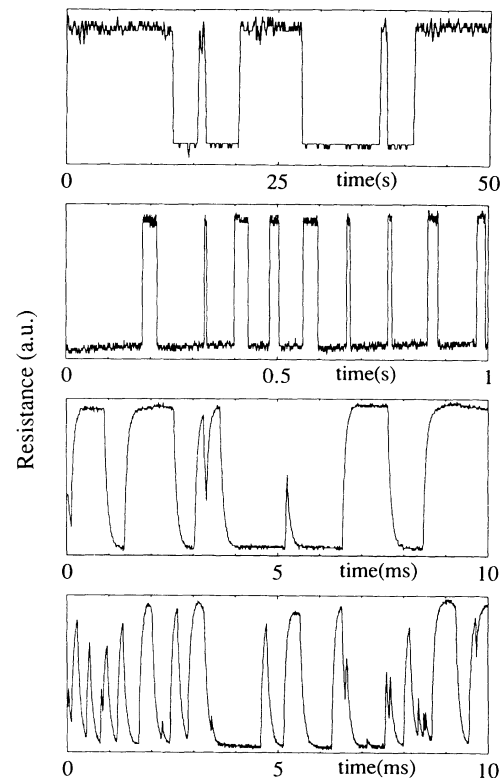 0 25 time(s) 50
0 0.5 time(s) 1
Resistance (a.u.)
0 5 time(ms) 10
0 5 time(ms) 10